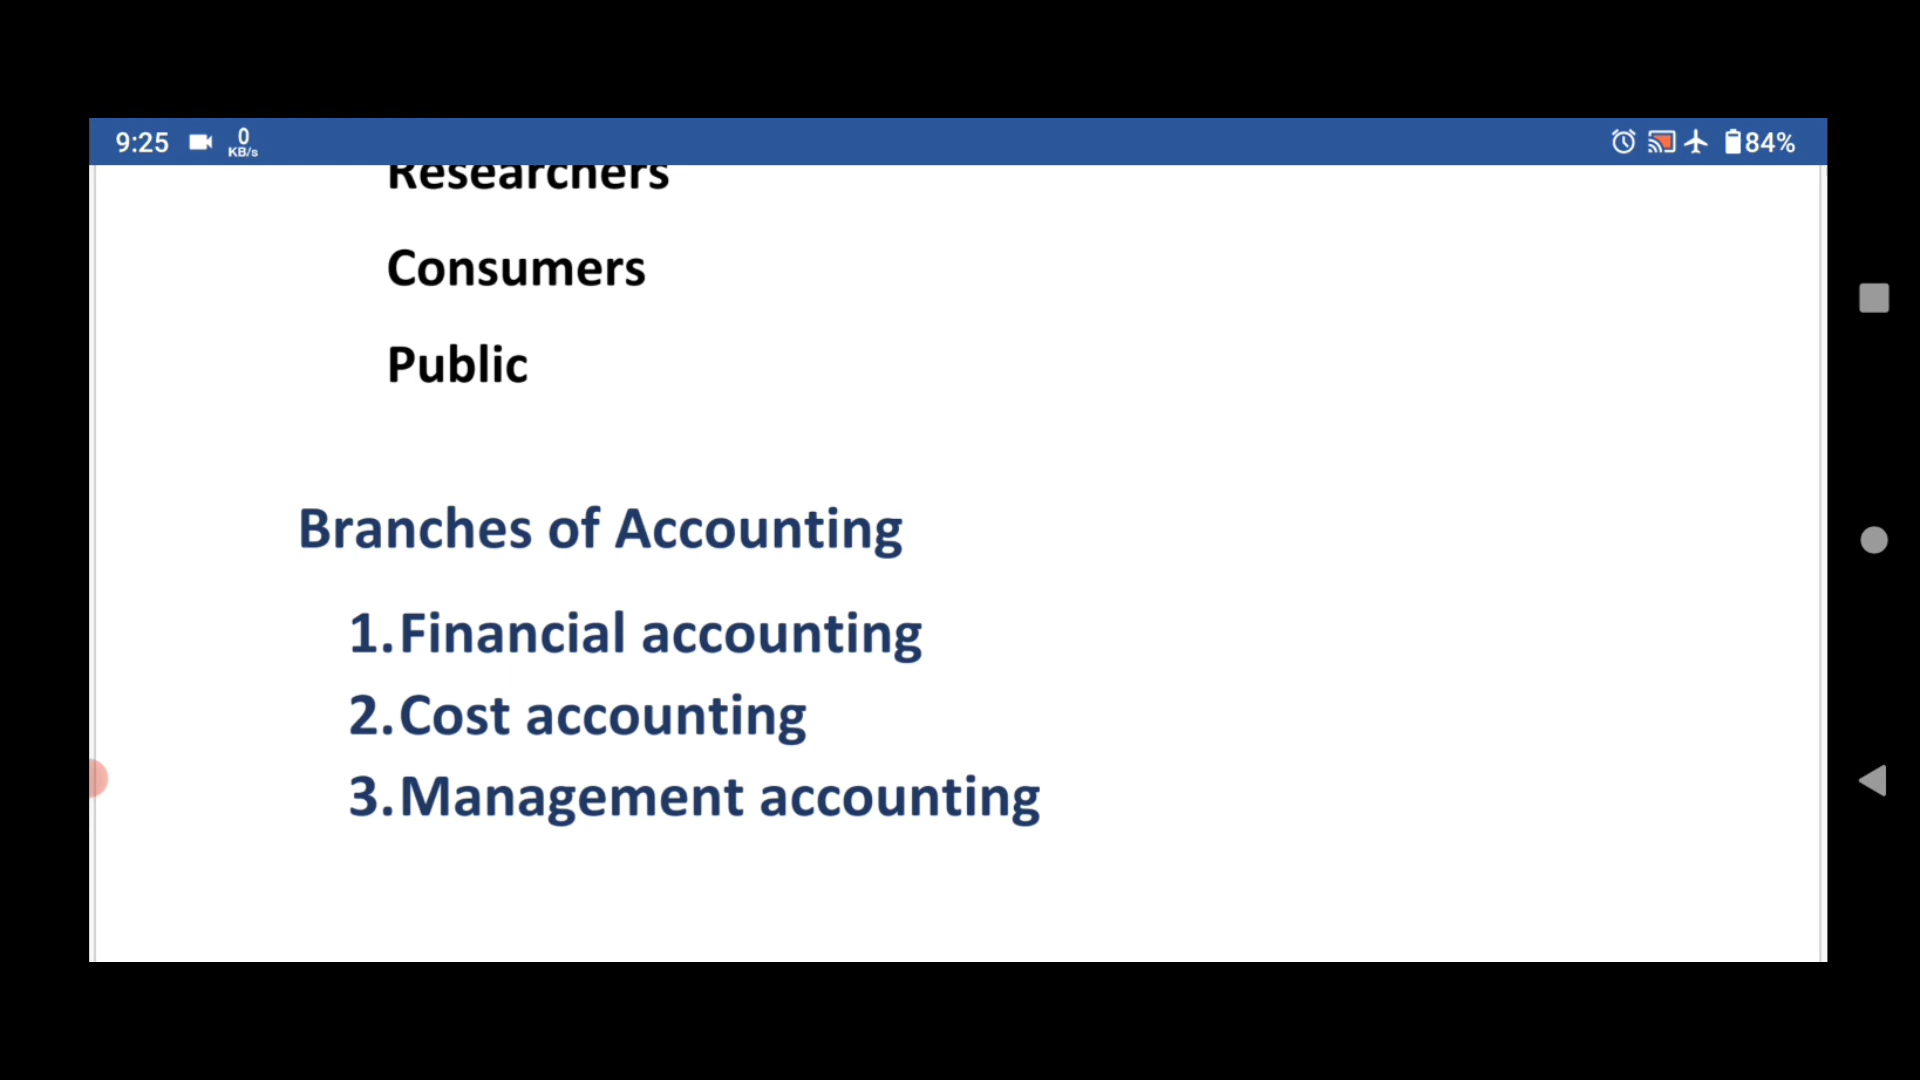 9:25 0 KB/s 84%
Researchers
Consumers
Public
Branches of Accounting
1.Financial accounting
2.Cost accounting
3.Management accounting